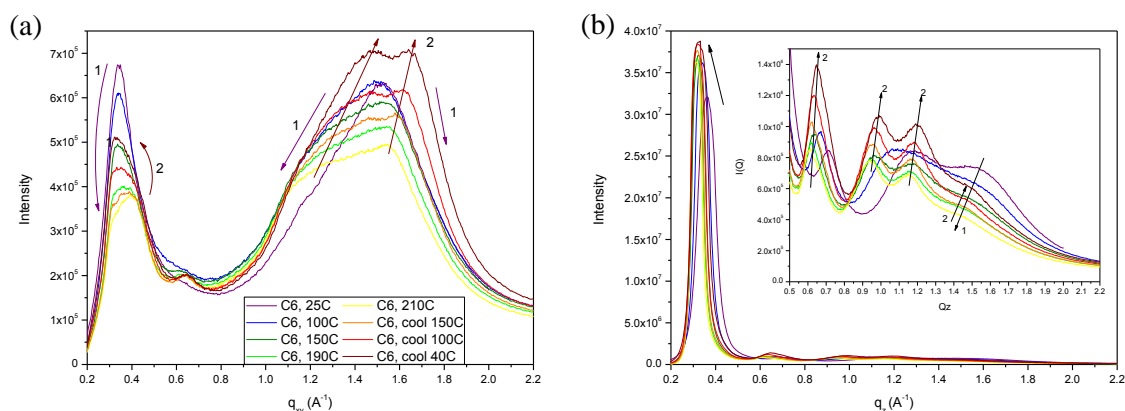 (a)
7x10⁵
6x10⁵
5x10⁵
4x10⁵
3x10⁵
2x10⁵
1x10⁵
0
Intensity
1
1
2
1
2
1
C6, 25C
C6, 100C
C6, 150C
C6, 190C
C6, 210C
C6, cool 150C
C6, cool 100C
C6, cool 40C
0.2 0.4 0.6 0.8 1.0 1.2 1.4 1.6 1.8 2.0 2.2
q_xy (A⁻¹)
(b)
4.0x10⁷
3.5x10⁷
3.0x10⁷
2.5x10⁷
2.0x10⁷
1.5x10⁷
1.0x10⁷
5.0x10⁶
0.0
Intensity
0.2 0.4 0.6 0.8 1.0 1.2 1.4 1.6 1.8 2.0 2.2
q_z (A⁻¹)
0.0
I(Q)
2
2
2
2
1
0.5 0.6 0.7 0.8 0.9 1.0 1.1 1.2 1.3 1.4 1.5 1.6 1.7 1.8 1.9 2.0 2.1 2.2
Qz